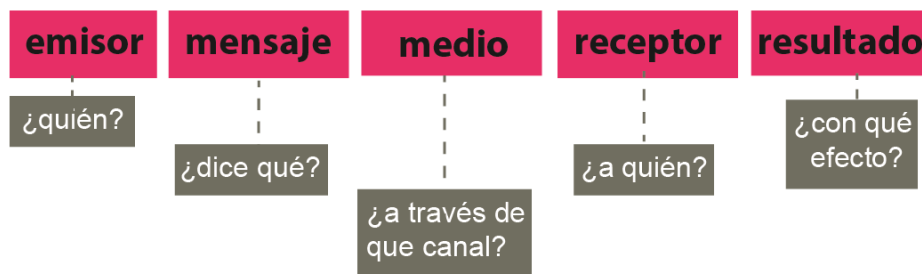 emisor
mensaje
medio
receptor
resultado
¿quién?
¿dice qué?
¿a través de
que canal?
¿a quién?
¿con qué
efecto?